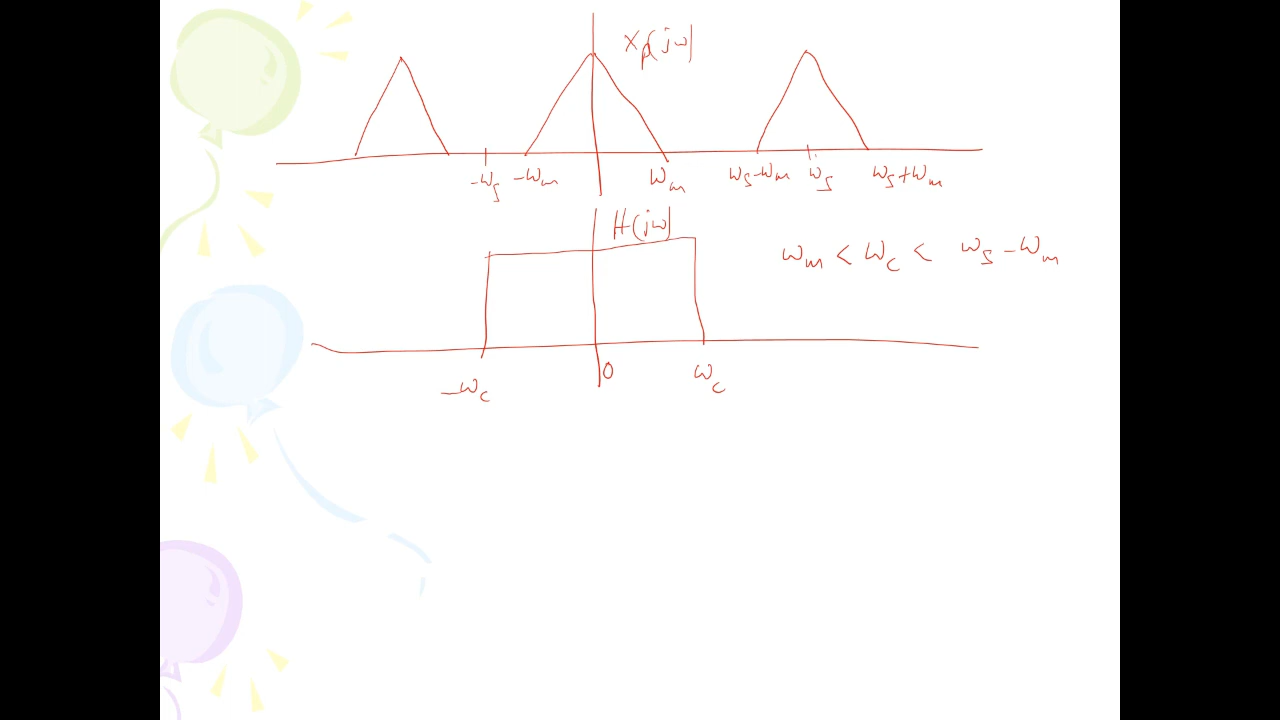 Xp(jω)
-ωs -ωm ωm ωs-ωm ωs ωs+ωm
H(jω)
ωm < ωc < ωs - ωm
-ωc 0 ωc